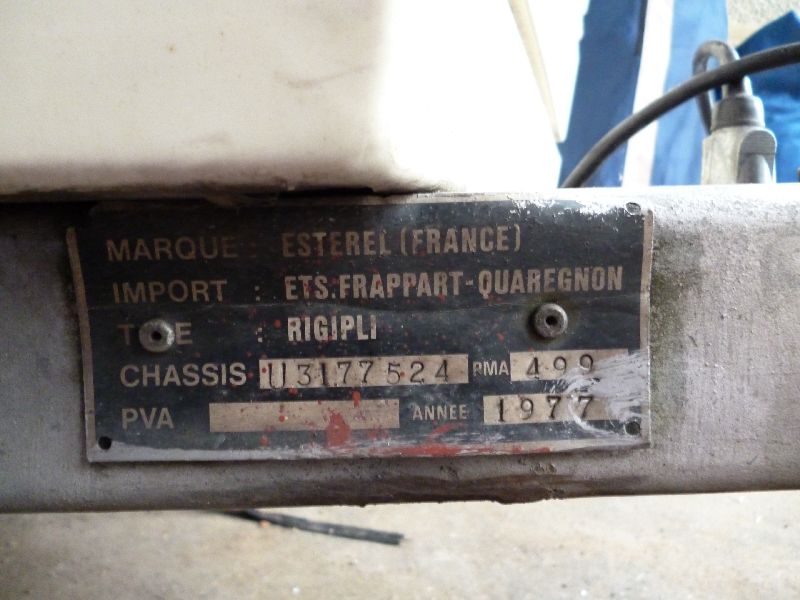 MARQUE : ESTEREL (FRANCE)
IMPORT : ETS.FRAPPART-QUAREGNON
: RIGIPLI
CHASSIS U3177524 PMA 499
PVA ANNEE 1977